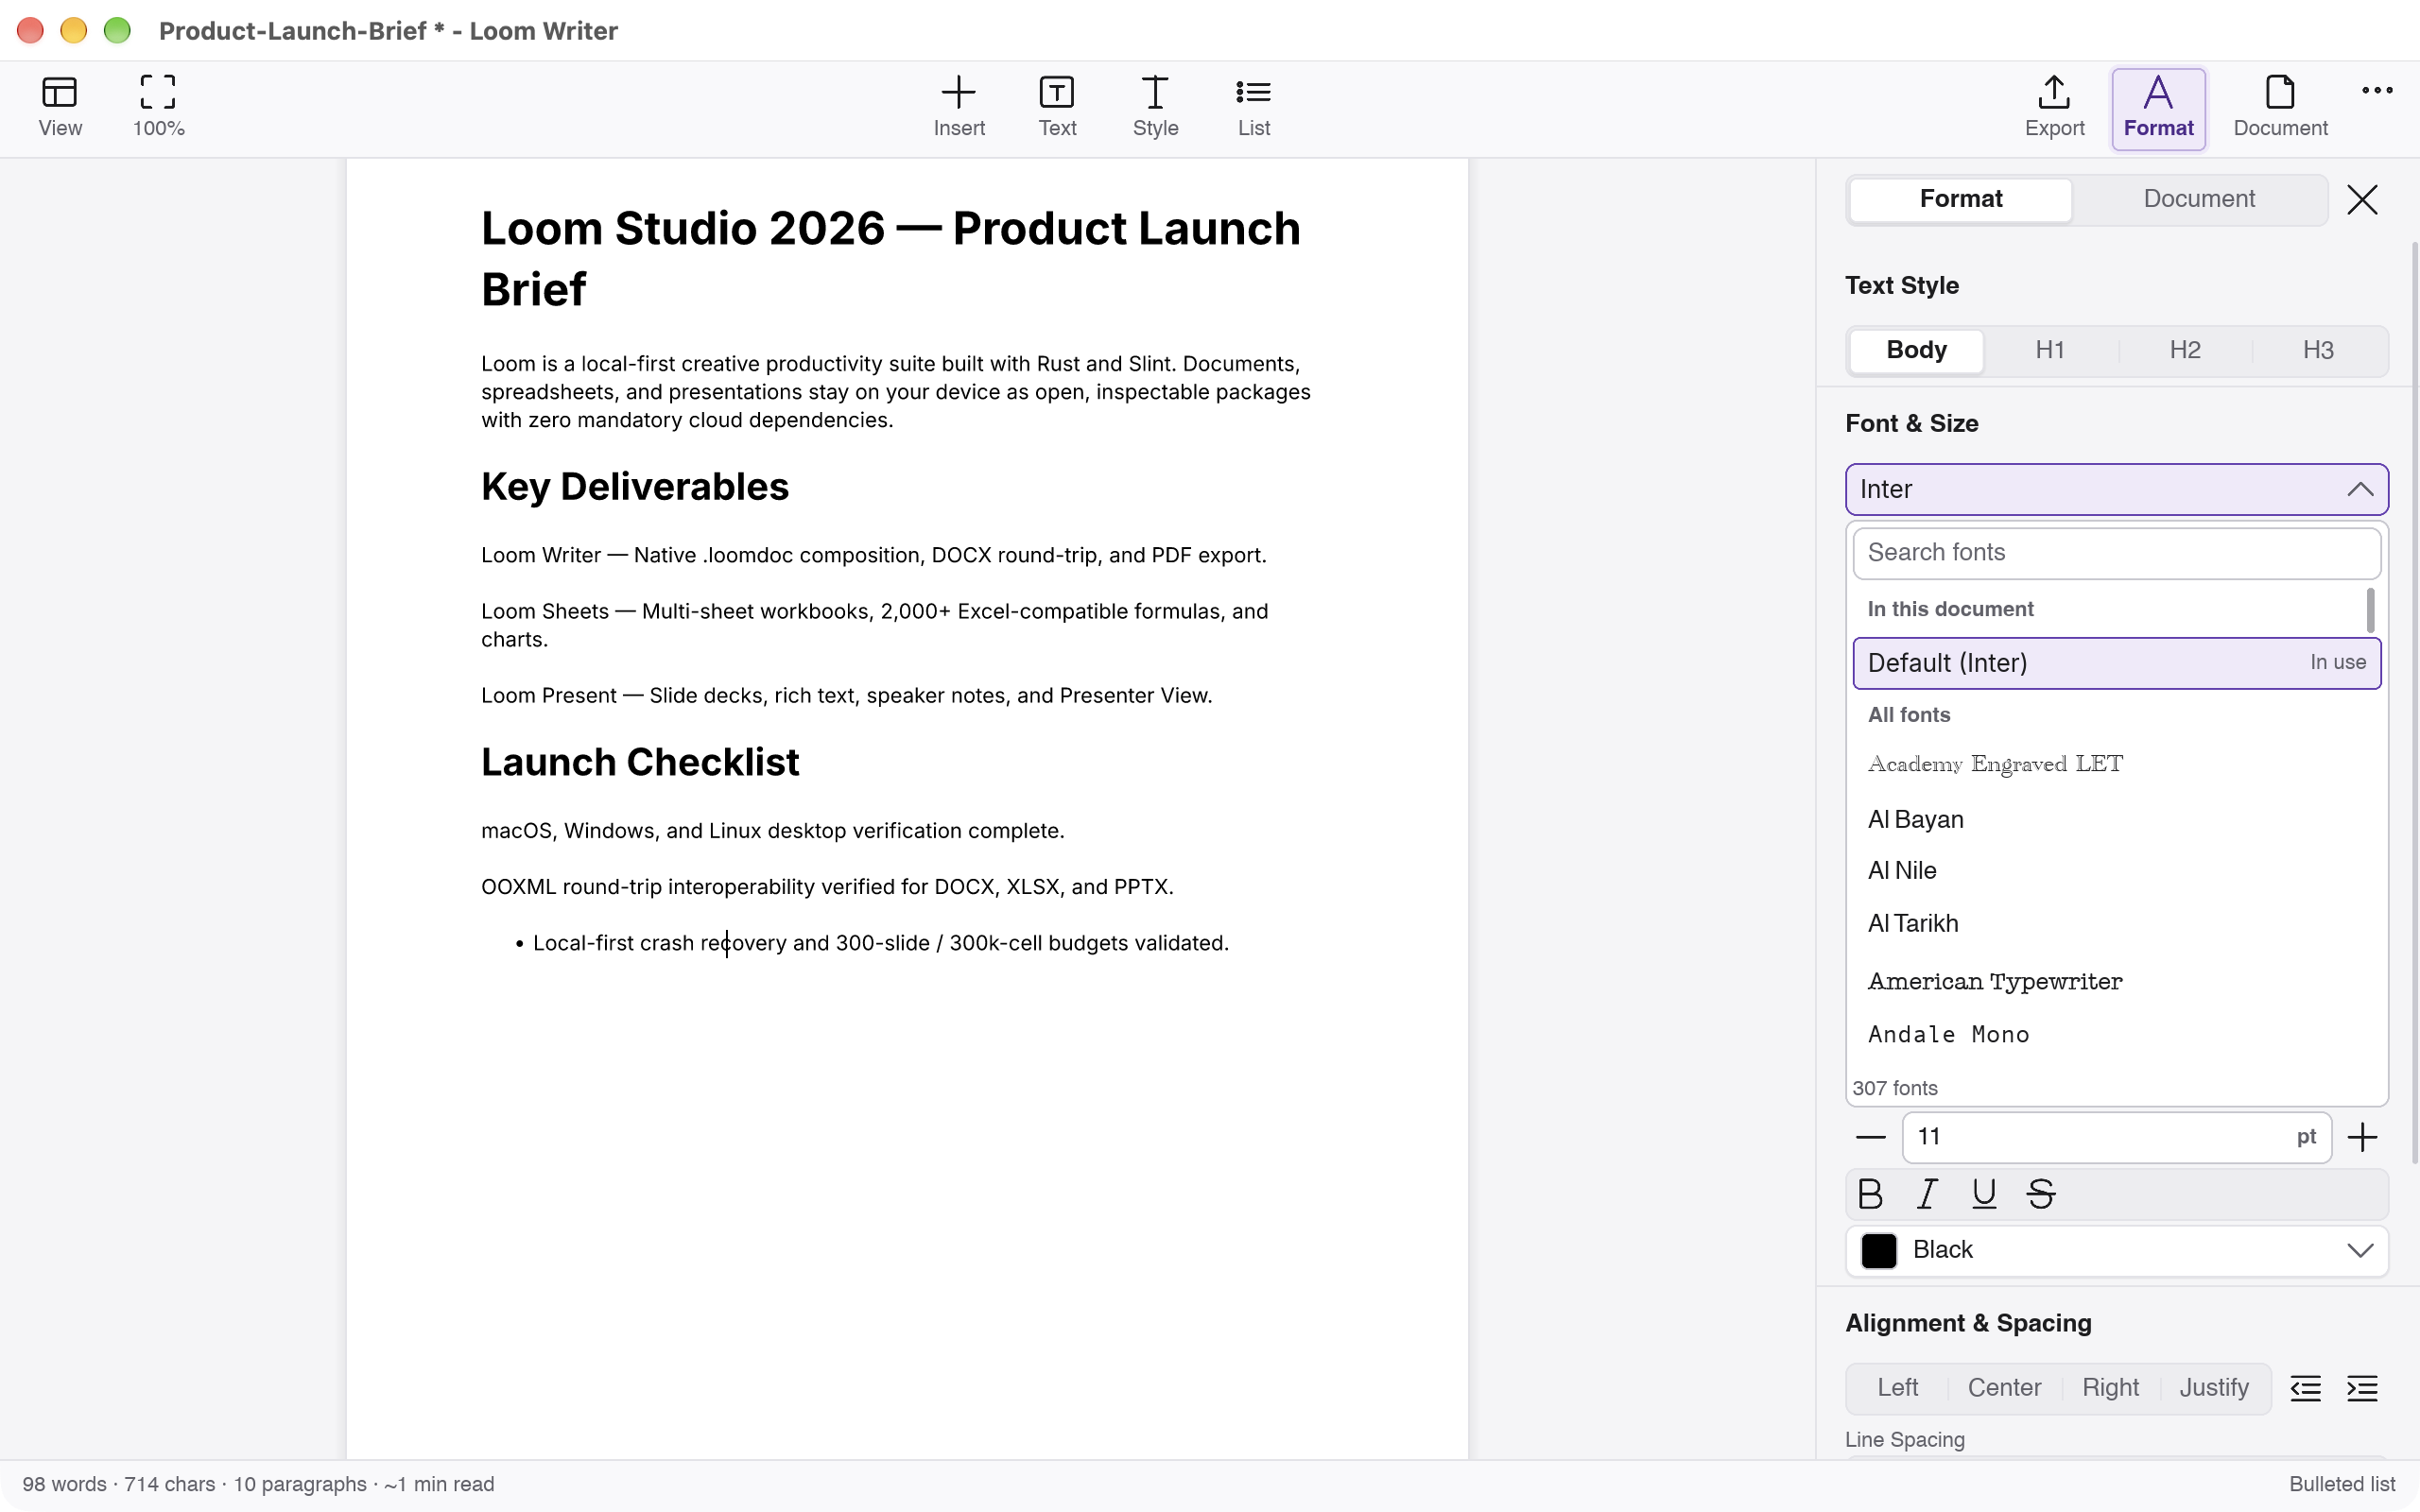 Product-Launch-Brief * - Loom Writer
View
100%
Insert
Text
Style
List
Export
Format
Document
Loom Studio 2026 — Product Launch
Brief
Loom is a local-first creative productivity suite built with Rust and Slint. Documents,
spreadsheets, and presentations stay on your device as open, inspectable packages
with zero mandatory cloud dependencies.
Key Deliverables
Loom Writer — Native .loomdoc composition, DOCX round-trip, and PDF export.
Loom Sheets — Multi-sheet workbooks, 2,000+ Excel-compatible formulas, and
charts.
Loom Present — Slide decks, rich text, speaker notes, and Presenter View.
Launch Checklist
macOS, Windows, and Linux desktop verification complete.
OOXML round-trip interoperability verified for DOCX, XLSX, and PPTX.
• Local-first crash recovery and 300-slide / 300k-cell budgets validated.
Format
Document
Text Style
Body
H1
H2
H3
Font & Size
Inter
Search fonts
In this document
Default (Inter)
In use
All fonts
Academy Engraved LET
Al Bayan
Al Nile
Al Tarikh
American Typewriter
Andale Mono
307 fonts
11
pt
B
I
U
S
Black
Alignment & Spacing
Left
Center
Right
Justify
Line Spacing
98 words · 714 chars · 10 paragraphs · ~1 min read
Bulleted list